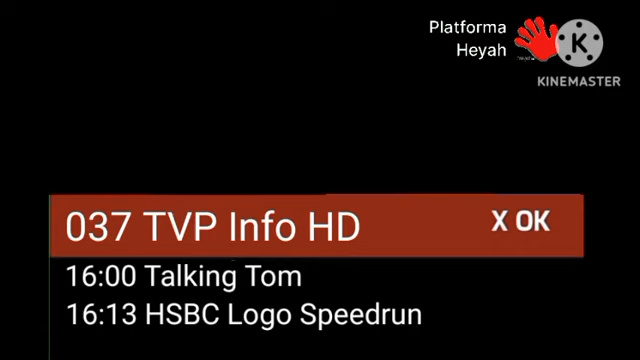 Platforma
Heyah
K
KINEMASTER
037 TVP Info HD
X OK
16:00 Talking Tom
16:13 HSBC Logo Speedrun